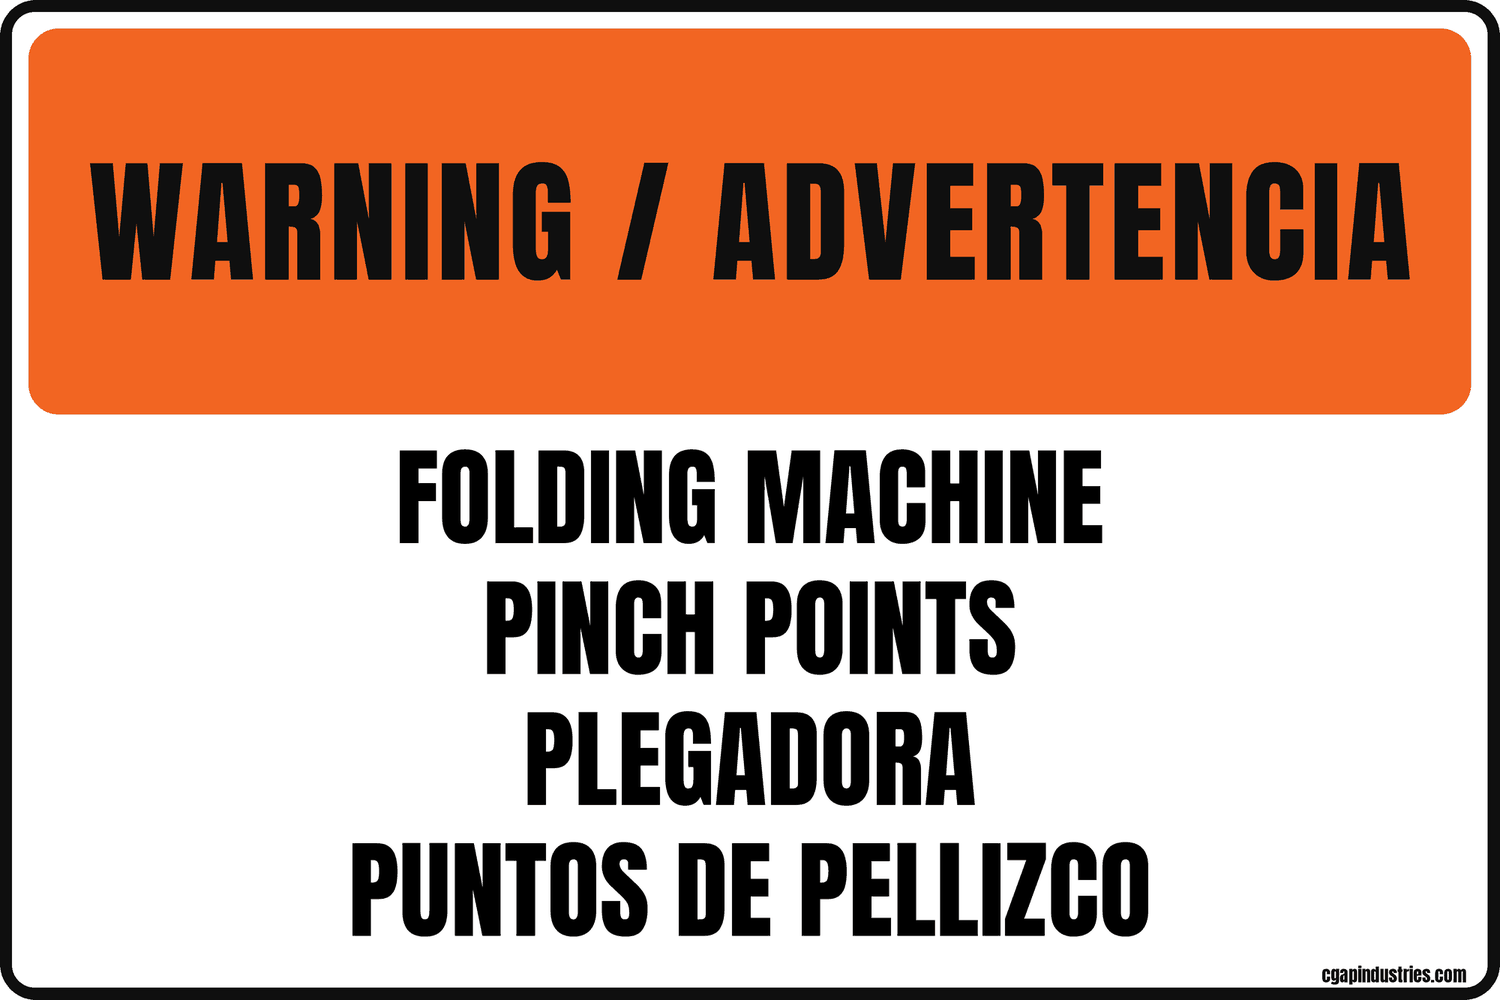 WARNING / ADVERTENCIA
FOLDING MACHINE
PINCH POINTS
PLEGADORA
PUNTOS DE PELLIZCO
cgapindustries.com